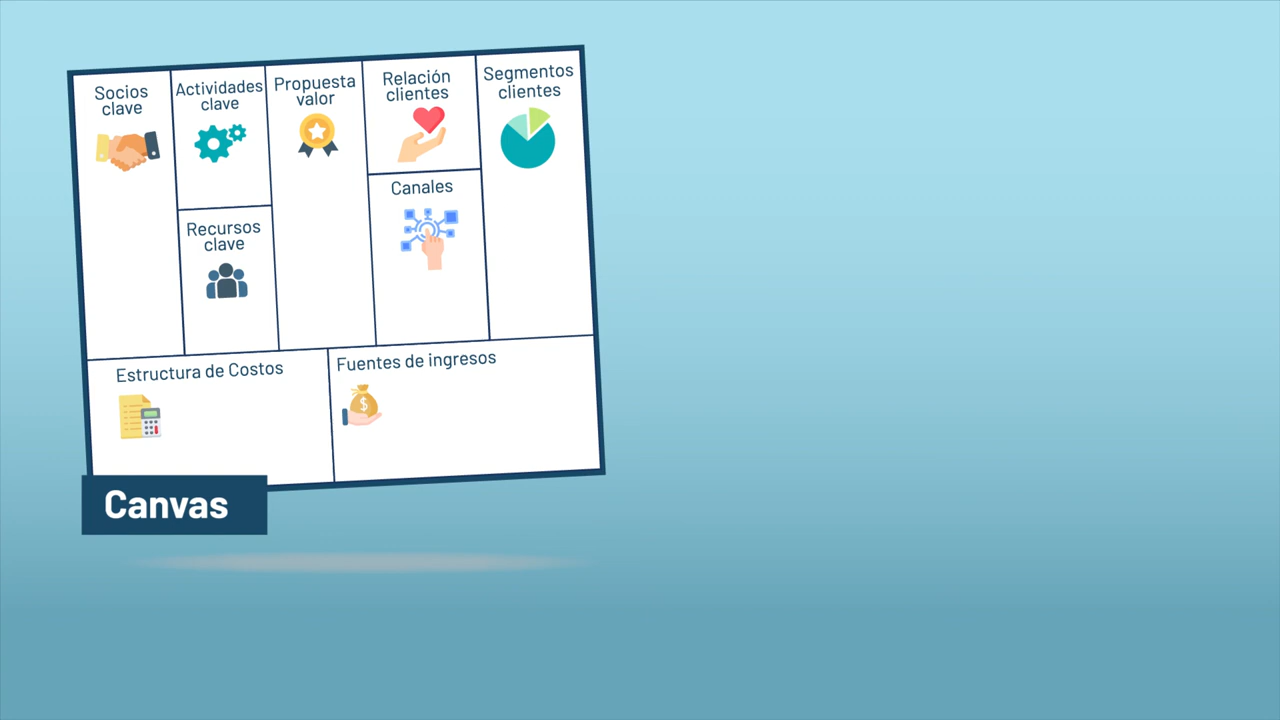 Socios
clave
Actividades
clave
Propuesta
valor
Relación
clientes
Segmentos
clientes
Recursos
clave
Canales
Estructura de Costos
Fuentes de ingresos
$
Canvas